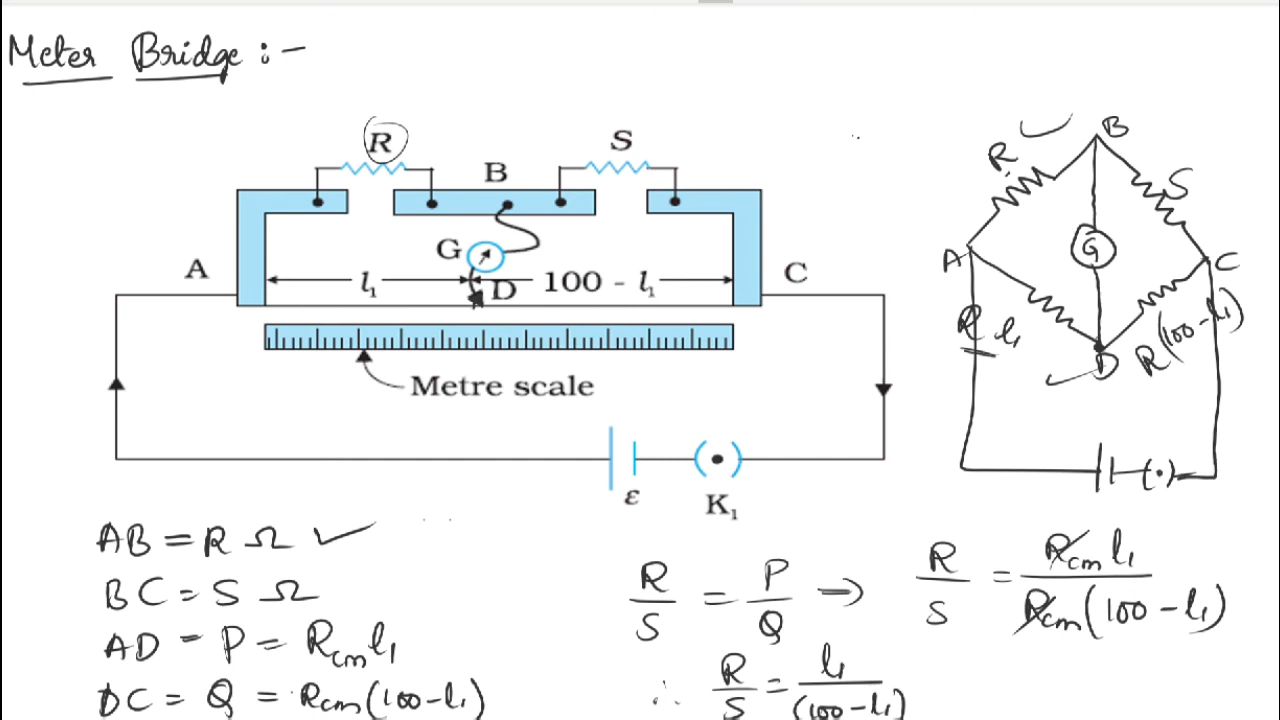 Meter Bridge :-
R
S
B
G
A
l₁
D
100 - l₁
C
Metre scale
ε
K₁
B
R
S
G
A
C
R l₁
R (100-l₁)
D
AB = R Ω ✓
BC = S Ω
AD = P = Rcm l₁
DC = Q = Rcm (100-l₁)
R/S = P/Q ⇒ R/S = Rcm l₁ / Rcm (100 - l₁)
∴ R/S = l₁ / (100-l₁)